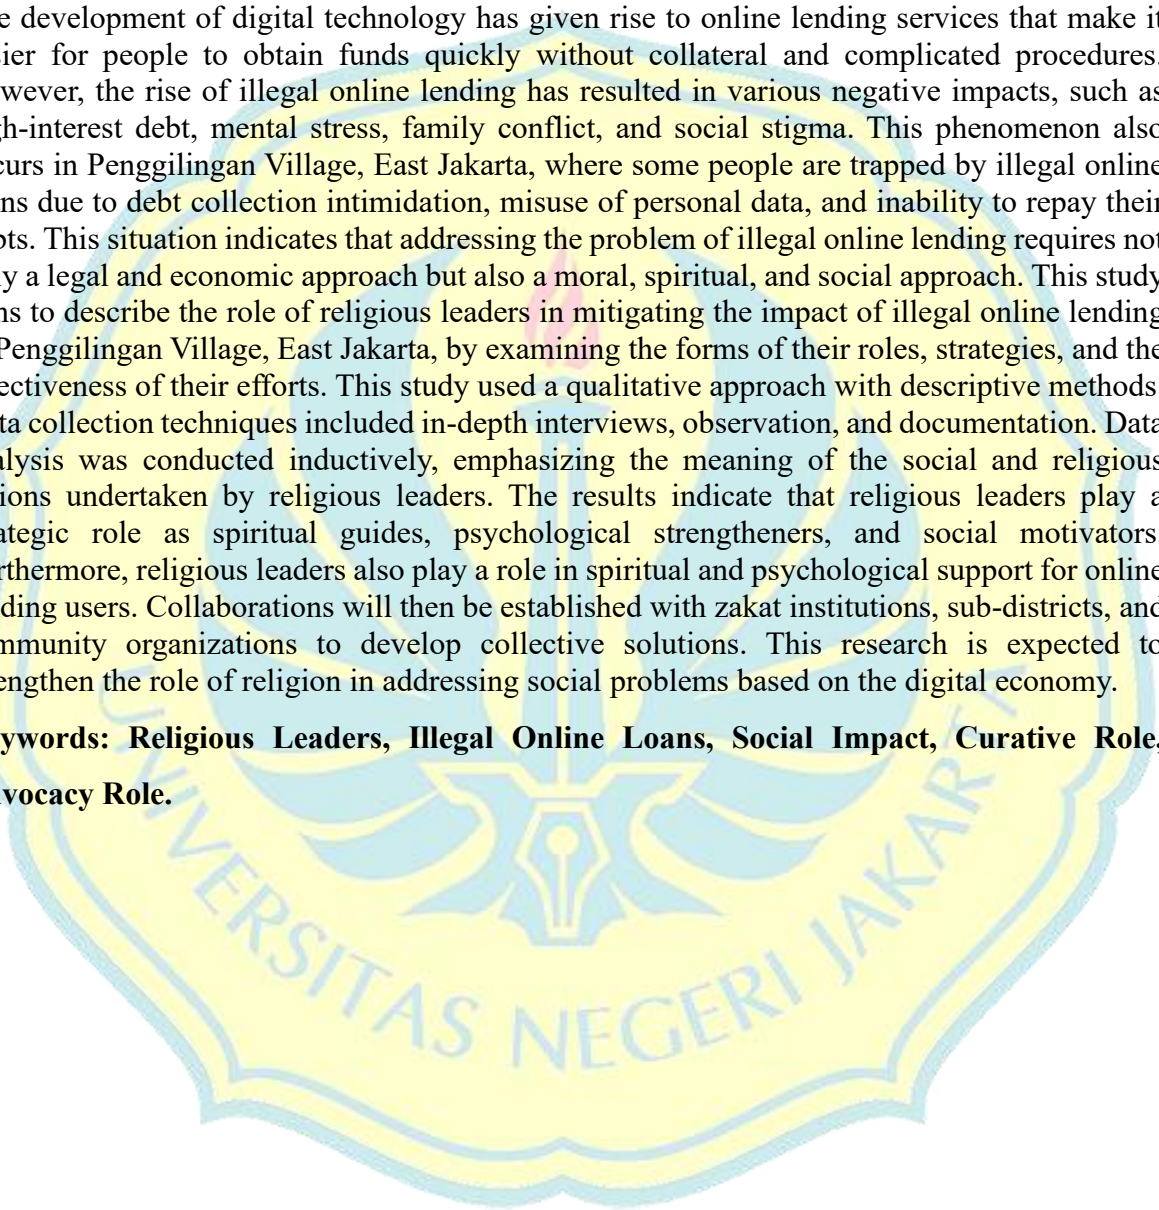 e development of digital technology has given rise to online lending services that make it
sier for people to obtain funds quickly without collateral and complicated procedures.
wever, the rise of illegal online lending has resulted in various negative impacts, such as
gh-interest debt, mental stress, family conflict, and social stigma. This phenomenon also
curs in Penggilingan Village, East Jakarta, where some people are trapped by illegal online
ns due to debt collection intimidation, misuse of personal data, and inability to repay their
bts. This situation indicates that addressing the problem of illegal online lending requires not
ly a legal and economic approach but also a moral, spiritual, and social approach. This study
ms to describe the role of religious leaders in mitigating the impact of illegal online lending
Penggilingan Village, East Jakarta, by examining the forms of their roles, strategies, and the
ectiveness of their efforts. This study used a qualitative approach with descriptive methods
ta collection techniques included in-depth interviews, observation, and documentation. Data
alysis was conducted inductively, emphasizing the meaning of the social and religious
tions undertaken by religious leaders. The results indicate that religious leaders play a
ategic role as spiritual guides, psychological strengtheners, and social motivators.
rthermore, religious leaders also play a role in spiritual and psychological support for online
ding users. Collaborations will then be established with zakat institutions, sub-districts, and
mmunity organizations to develop collective solutions. This research is expected to
engthen the role of religion in addressing social problems based on the digital economy.
ywords: Religious Leaders, Illegal Online Loans, Social Impact, Curative Role,
vocacy Role.
UNIVERSITAS NEGERI JAKARTA